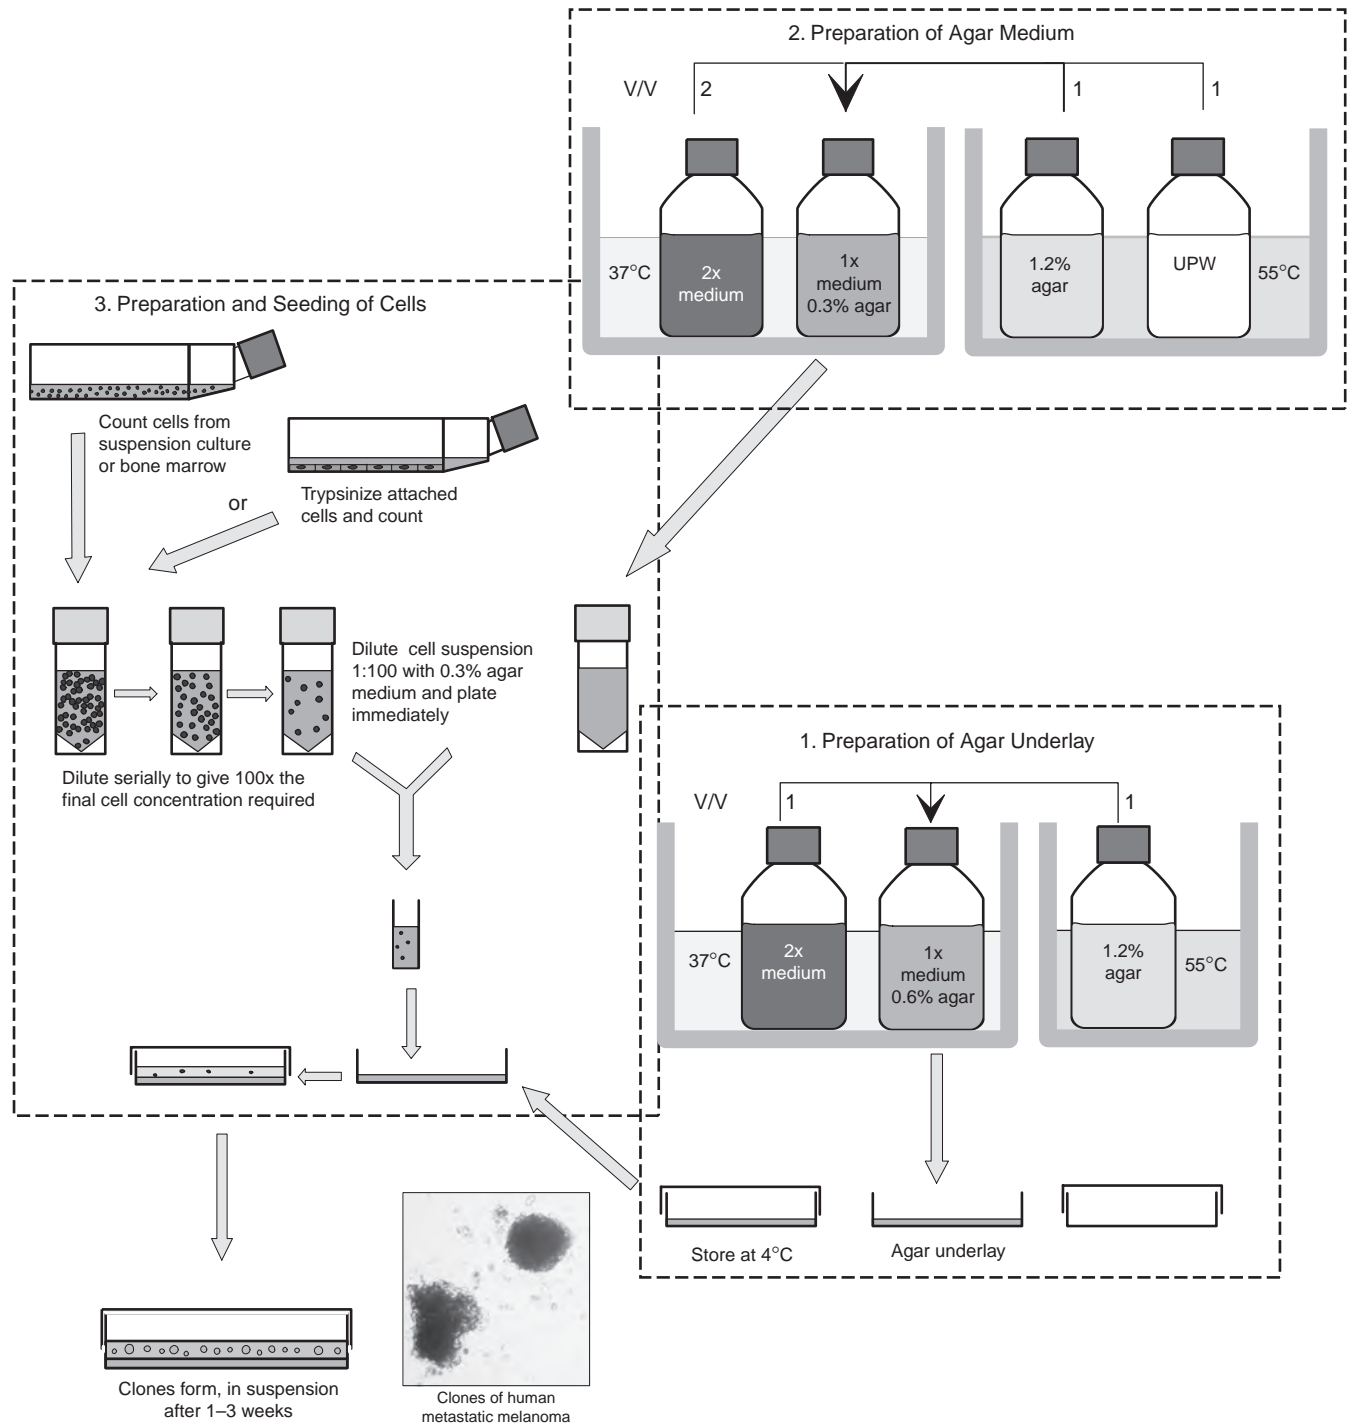 2. Preparation of Agar Medium
V/V
2
1
1
37°C
2x
medium
1x
medium
0.3% agar
1.2%
agar
UPW
55°C
3. Preparation and Seeding of Cells
Count cells from
suspension culture
or bone marrow
or
Trypsinize attached
cells and count
Dilute cell suspension
1:100 with 0.3% agar
medium and plate
immediately
Dilute serially to give 100x the
final cell concentration required
1. Preparation of Agar Underlay
V/V
1
1
37°C
2x
medium
1x
medium
0.6% agar
1.2%
agar
55°C
Store at 4°C
Agar underlay
Clones form, in suspension
after 1–3 weeks
Clones of human
metastatic melanoma